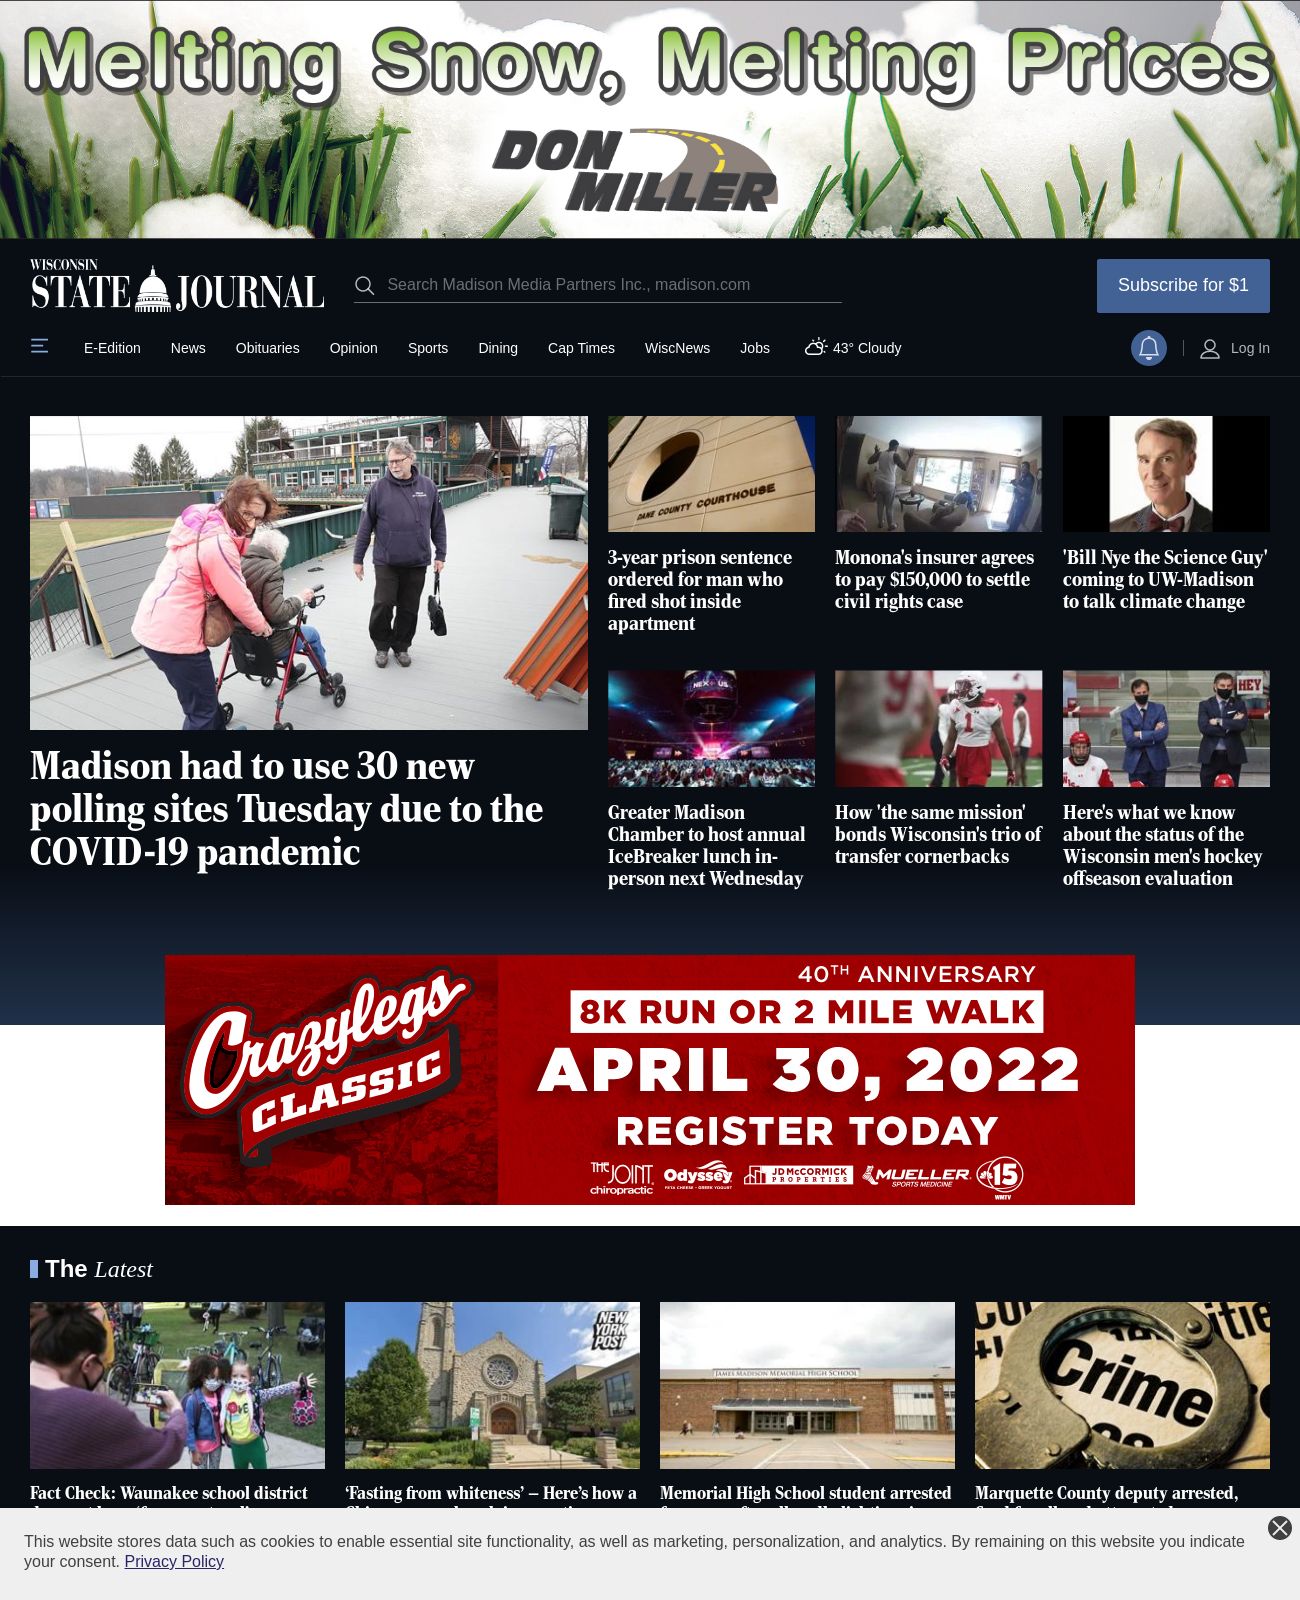 Melting Snow, Melting Prices
DON
MILLER
WISCONSIN
STATE JOURNAL
Search Madison Media Partners Inc., madison.com
Subscribe for $1
E-Edition News Obituaries Opinion Sports Dining Cap Times WiscNews Jobs 43° Cloudy Log In
DANE COUNTY COURTHOUSE
3-year prison sentence
ordered for man who
fired shot inside
apartment
Monona's insurer agrees
to pay $150,000 to settle
civil rights case
'Bill Nye the Science Guy'
coming to UW-Madison
to talk climate change
Madison had to use 30 new
polling sites Tuesday due to the
COVID-19 pandemic
NEX US
1
HEY
Greater Madison
Chamber to host annual
IceBreaker lunch in-
person next Wednesday
How 'the same mission'
bonds Wisconsin's trio of
transfer cornerbacks
Here's what we know
about the status of the
Wisconsin men's hockey
offseason evaluation
Crazylegs
CLASSIC
40TH ANNIVERSARY
8K RUN OR 2 MILE WALK
APRIL 30, 2022
REGISTER TODAY
THE JOINT
chiropractic
Odyssey
FETA CHEESE • GREEK YOGURT
JD McCORMICK
PROPERTIES
MUELLER
SPORTS MEDICINE
15
WMTV
The Latest
NEW
YORK
POST
JAMES MADISON MEMORIAL HIGH SCHOOL
Crime
Fact Check: Waunakee school district
‘Fasting from whiteness’ – Here’s how a
Memorial High School student arrested
Marquette County deputy arrested,
This website stores data such as cookies to enable essential site functionality, as well as marketing, personalization, and analytics. By remaining on this website you indicate
your consent. Privacy Policy